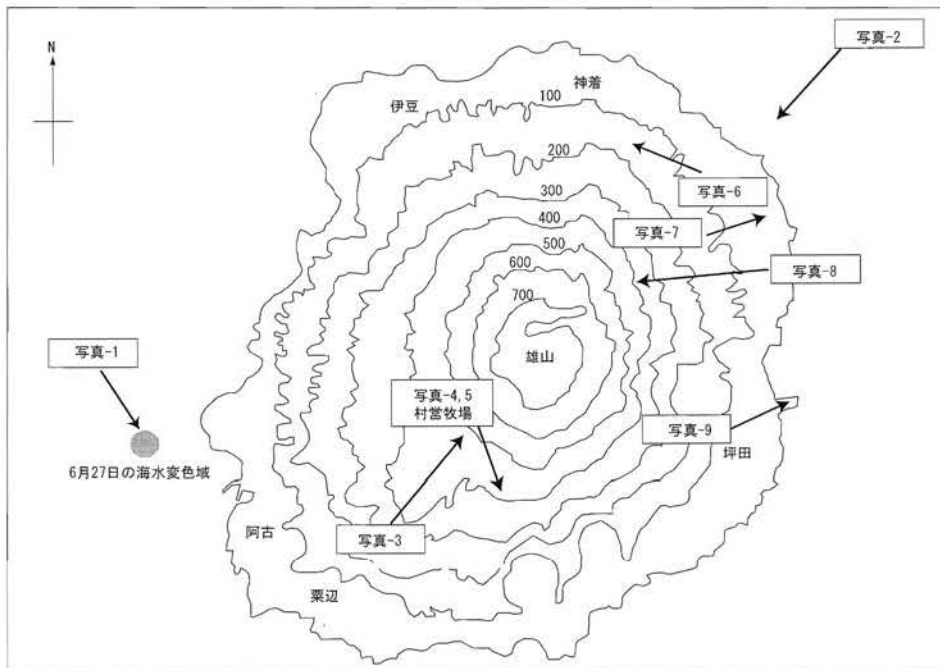 写真-2
N
神着
伊豆
100
200
写真-6
300
写真-7
400
500
写真-8
600
700
雄山
写真-1
写真-4,5
村営牧場
写真-9
坪田
6月27日の海水変色域
阿古
写真-3
粟辺